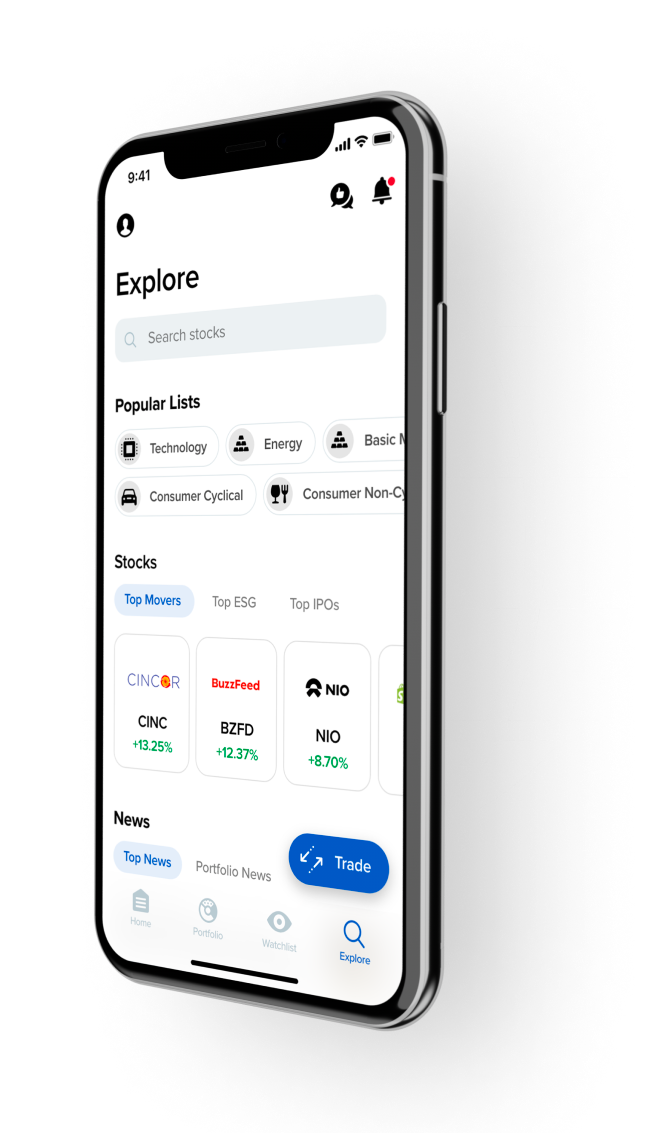 9:41
Explore
Search stocks
Popular Lists
Technology
Energy
Basic M
Consumer Cyclical
Consumer Non-Cy
Stocks
Top Movers
Top ESG
Top IPOs
CINCOR
BuzzFeed
NIO
CINC
BZFD
NIO
+13.25%
+12.37%
+8.70%
News
Top News
Portfolio News
Trade
Home
Portfolio
Watchlist
Explore